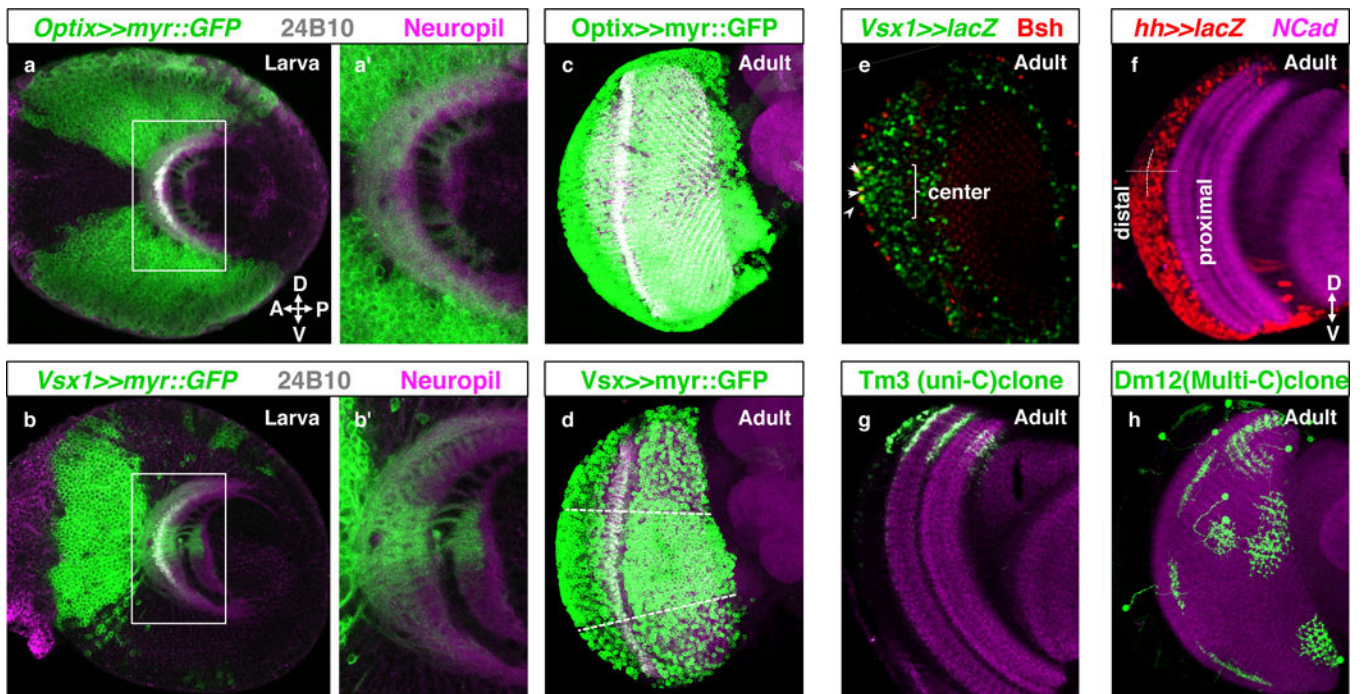 Optix>>myr::GFP 24B10 Neuropil
a Larva
D
A P
V
a'
Optix>>myr::GFP
c Adult
Vsx1>>lacZ Bsh
e Adult
center
hh>>lacZ NCad
f Adult
distal
proximal
D
V
Vsx1>>myr::GFP 24B10 Neuropil
b Larva
b'
Vsx>>myr::GFP
d Adult
Tm3 (uni-C)clone
g Adult
Dm12(Multi-C)clone
h Adult